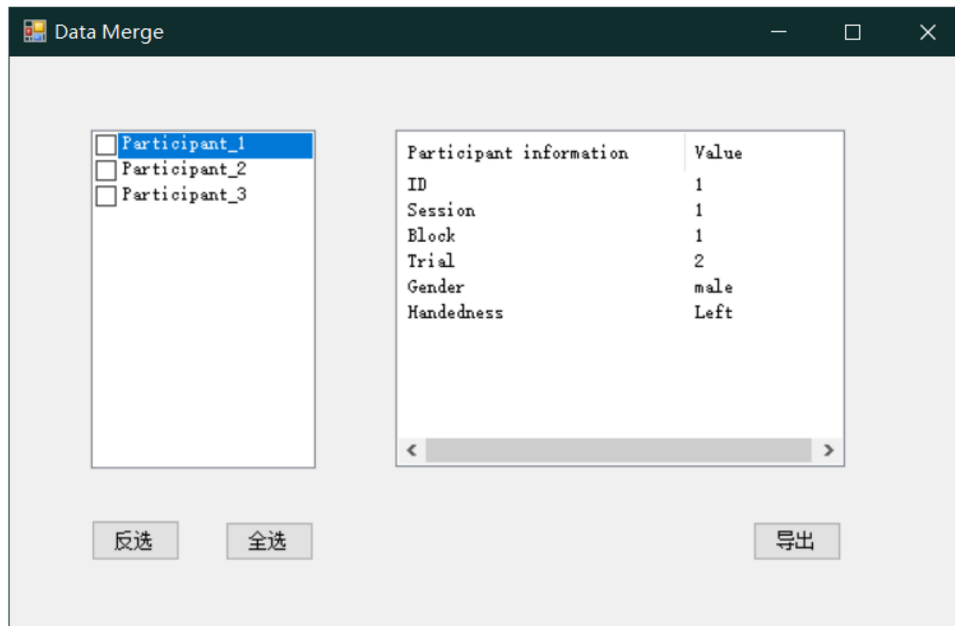 Data Merge
Participant_1
Participant_2
Participant_3
Participant information Value
ID 1
Session 1
Block 1
Trial 2
Gender male
Handedness Left
反选 全选 导出